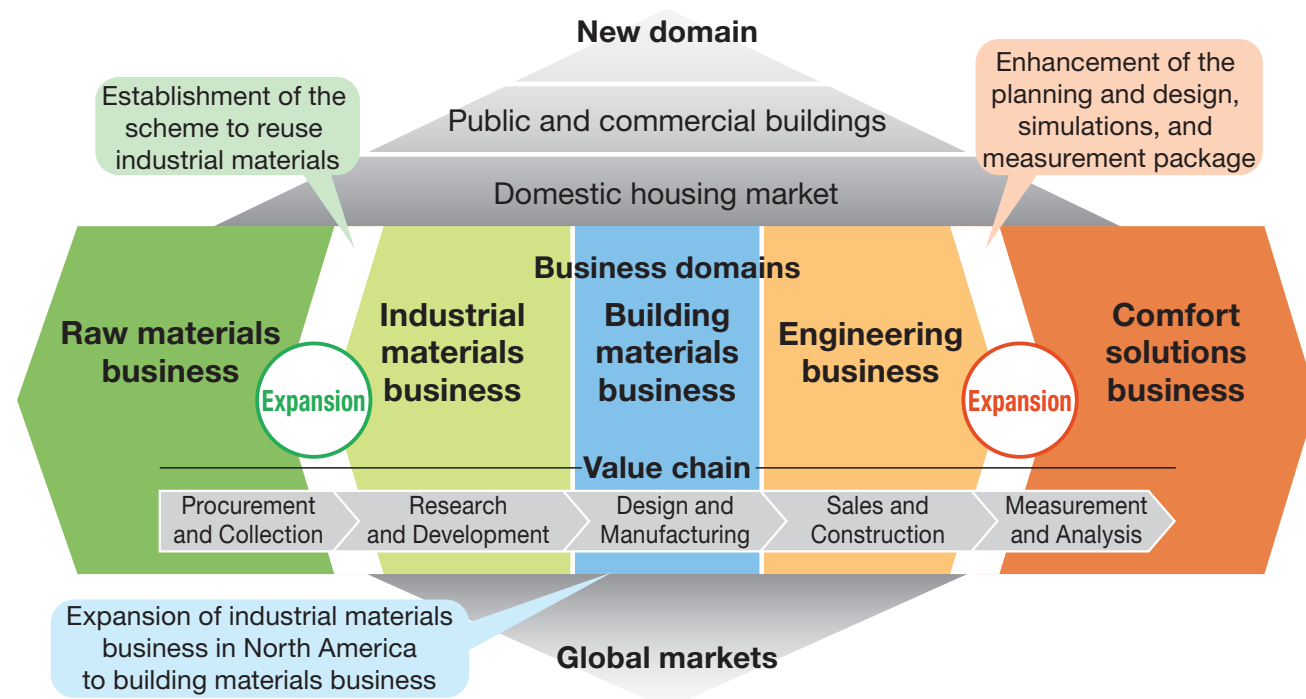 New domain
Establishment of the
scheme to reuse
industrial materials
Enhancement of the
planning and design,
simulations, and
measurement package
Public and commercial buildings
Domestic housing market
Business domains
Raw materials
business
Expansion
Industrial
materials
business
Building
materials
business
Engineering
business
Expansion
Comfort
solutions
business
Value chain
Procurement
and Collection
Research
and Development
Design and
Manufacturing
Sales and
Construction
Measurement
and Analysis
Expansion of industrial materials
business in North America
to building materials business
Global markets